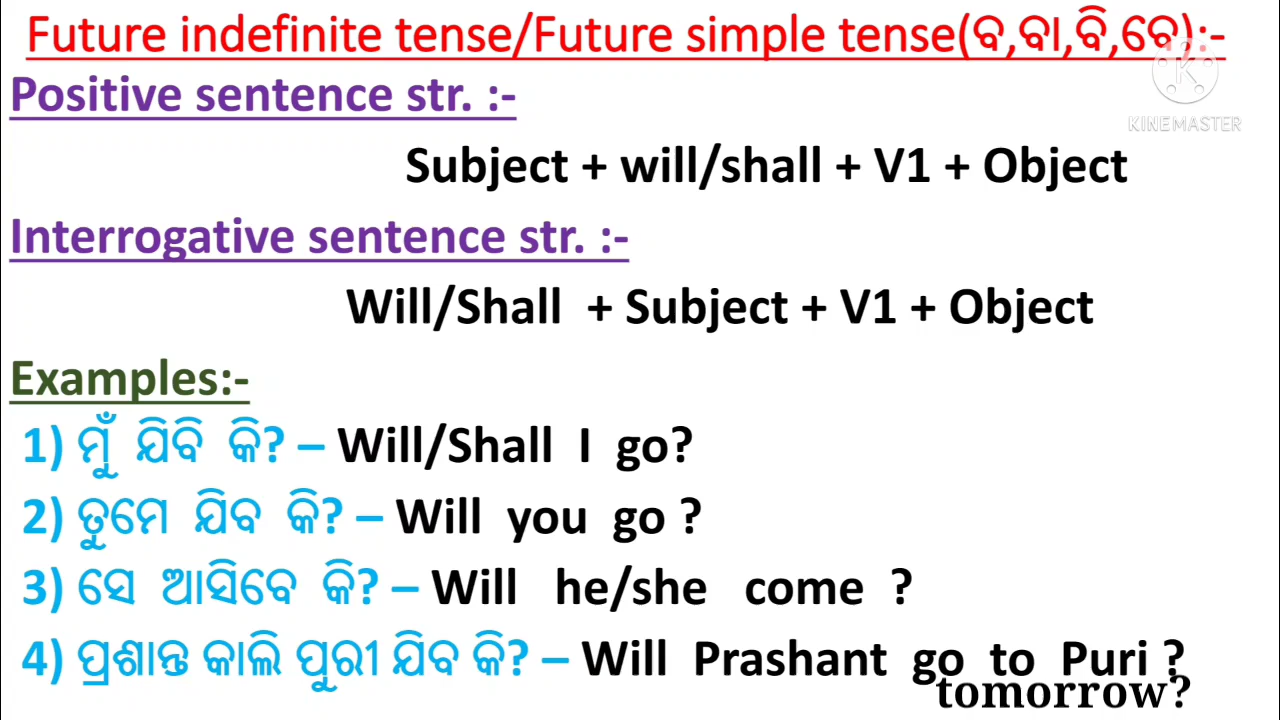 Future indefinite tense/Future simple tense(ବ,ବା,ବି,ବେ):-
KINEMASTER
Positive sentence str. :-
Subject + will/shall + V1 + Object
Interrogative sentence str. :-
Will/Shall + Subject + V1 + Object
Examples:-
1) ମୁଁ ଯିବି କି? – Will/Shall I go?
2) ତୁମେ ଯିବ କି? – Will you go ?
3) ସେ ଆସିବେ କି? – Will he/she come ?
4) ପ୍ରଶାନ୍ତ କାଲି ପୁରୀ ଯିବ କି? – Will Prashant go to Puri ?
tomorrow?